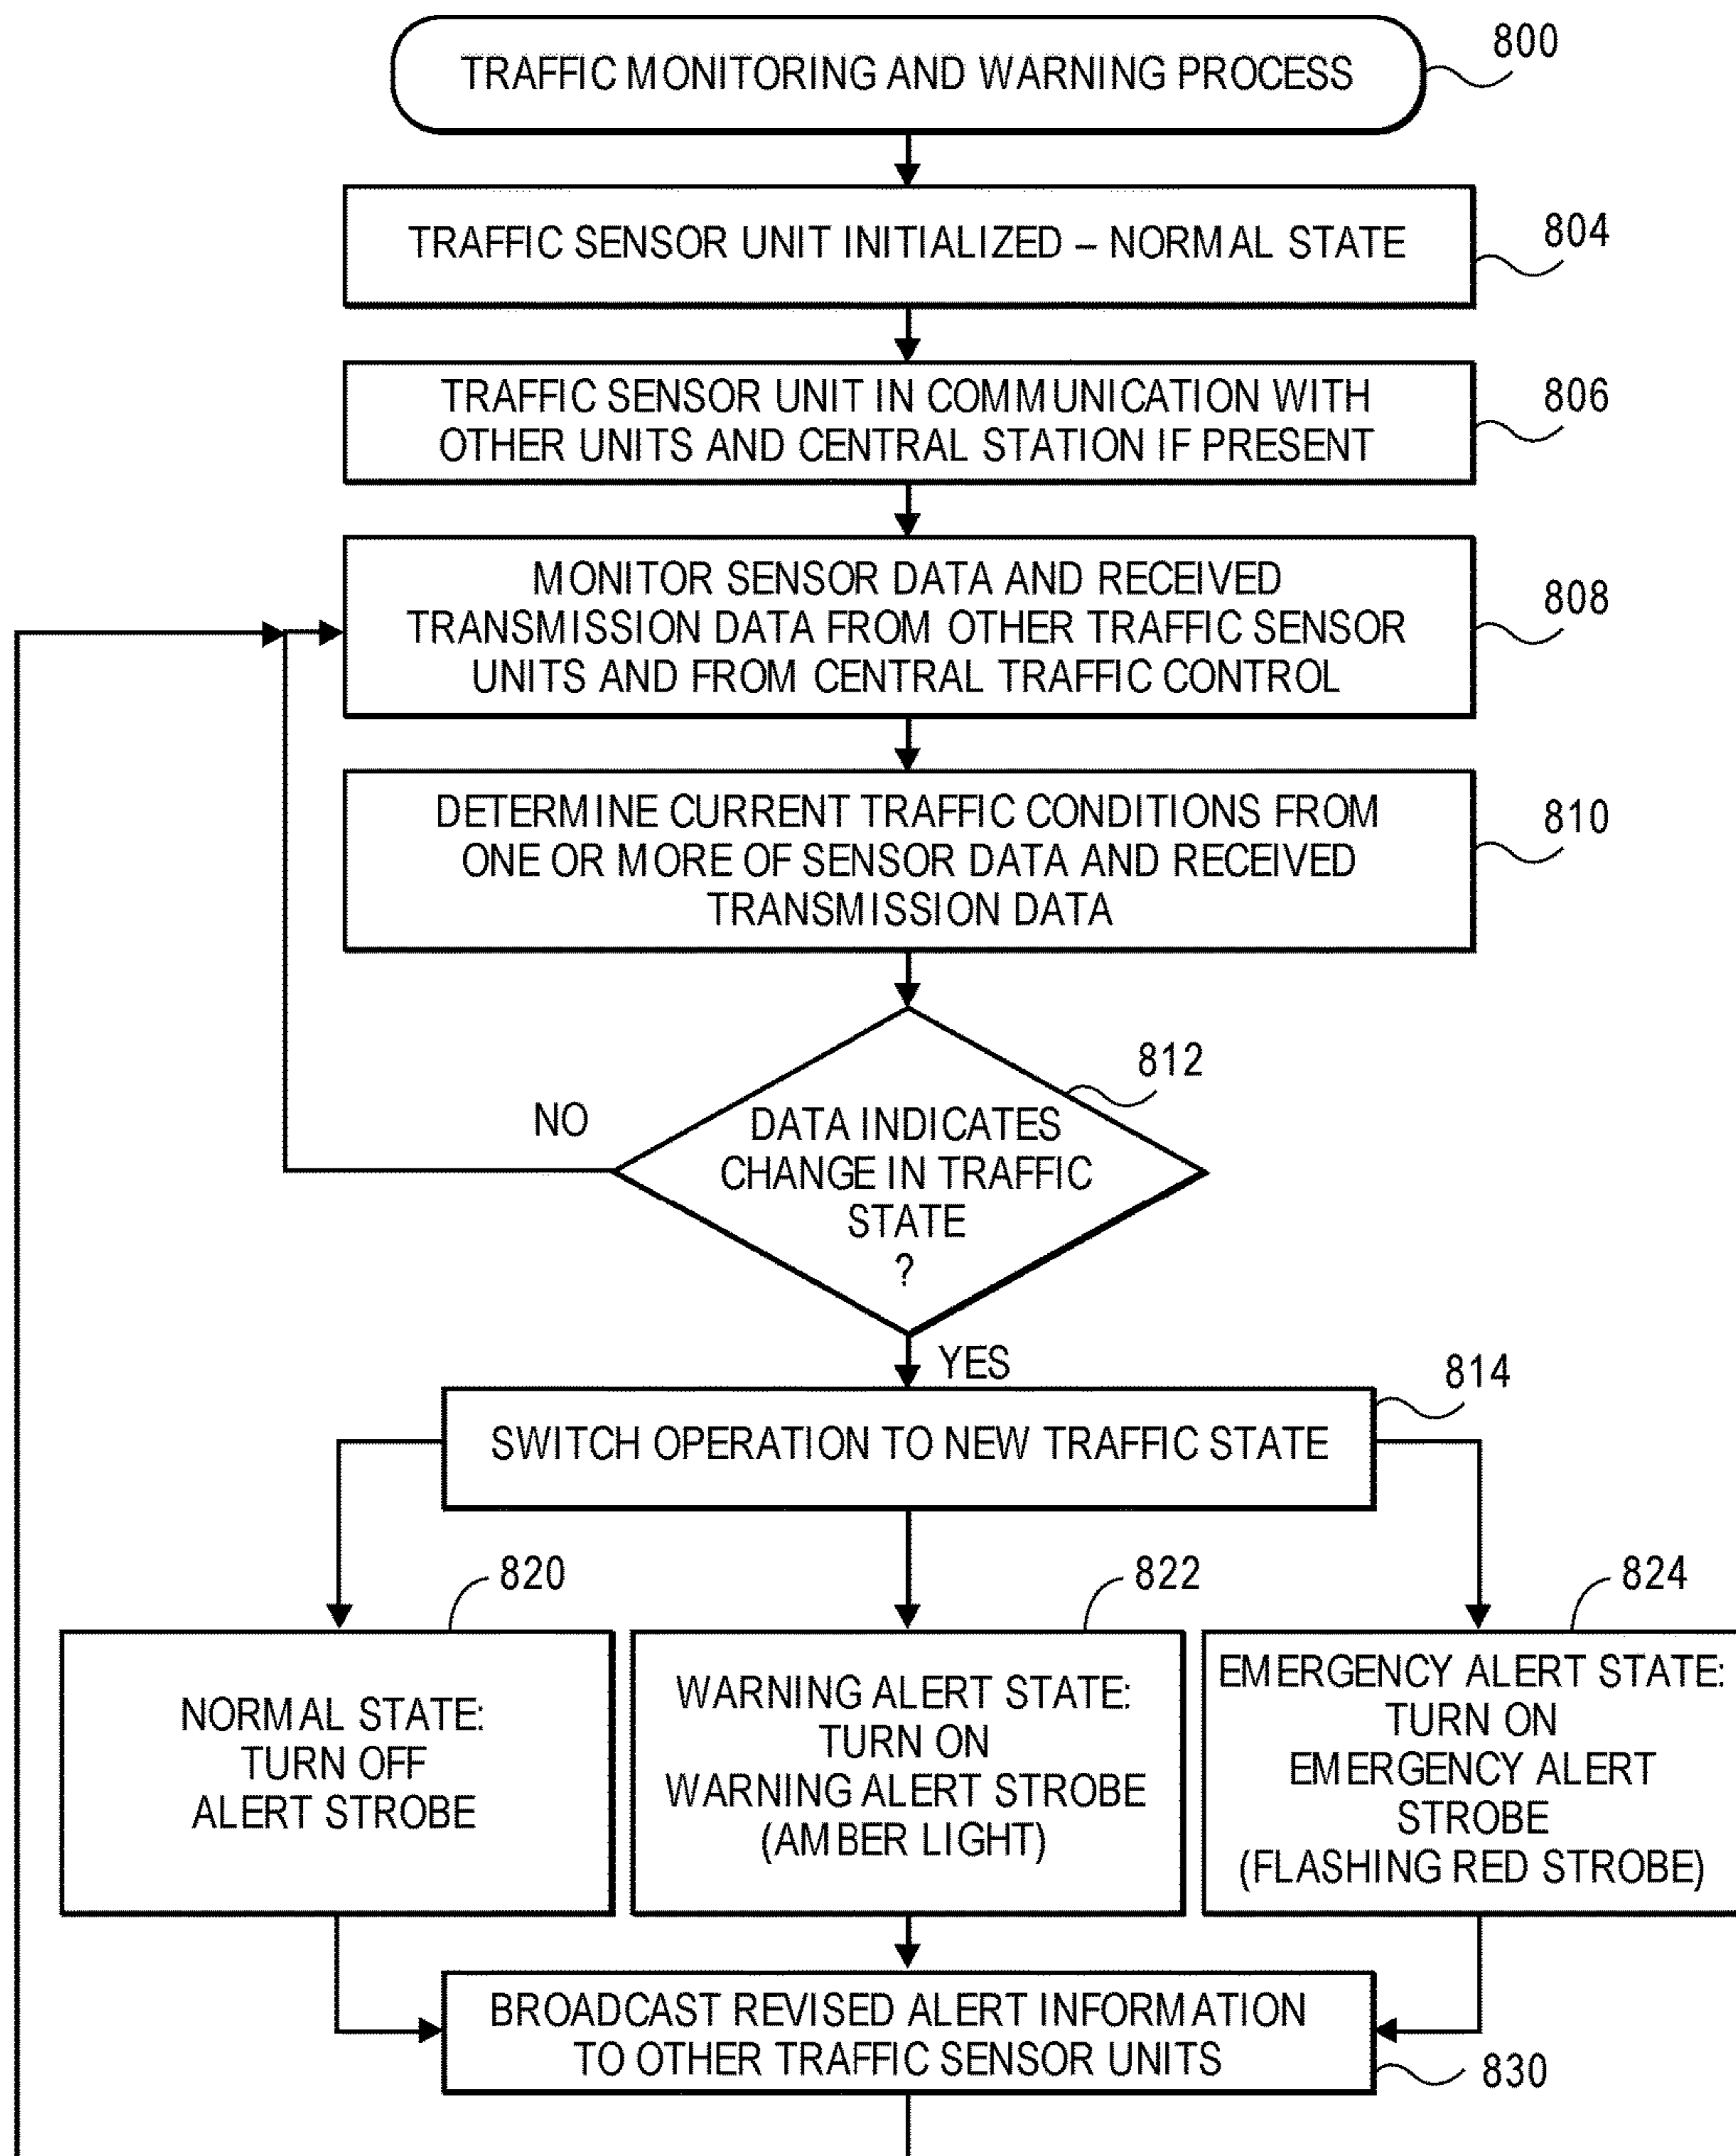 TRAFFIC MONITORING AND WARNING PROCESS
800
TRAFFIC SENSOR UNIT INITIALIZED – NORMAL STATE
804
TRAFFIC SENSOR UNIT IN COMMUNICATION WITH
OTHER UNITS AND CENTRAL STATION IF PRESENT
806
MONITOR SENSOR DATA AND RECEIVED
TRANSMISSION DATA FROM OTHER TRAFFIC SENSOR
UNITS AND FROM CENTRAL TRAFFIC CONTROL
808
DETERMINE CURRENT TRAFFIC CONDITIONS FROM
ONE OR MORE OF SENSOR DATA AND RECEIVED
TRANSMISSION DATA
810
812
NO
DATA INDICATES
CHANGE IN TRAFFIC
STATE
?
YES
814
SWITCH OPERATION TO NEW TRAFFIC STATE
820
NORMAL STATE:
TURN OFF
ALERT STROBE
822
WARNING ALERT STATE:
TURN ON
WARNING ALERT STROBE
(AMBER LIGHT)
824
EMERGENCY ALERT STATE:
TURN ON
EMERGENCY ALERT
STROBE
(FLASHING RED STROBE)
BROADCAST REVISED ALERT INFORMATION
TO OTHER TRAFFIC SENSOR UNITS
830